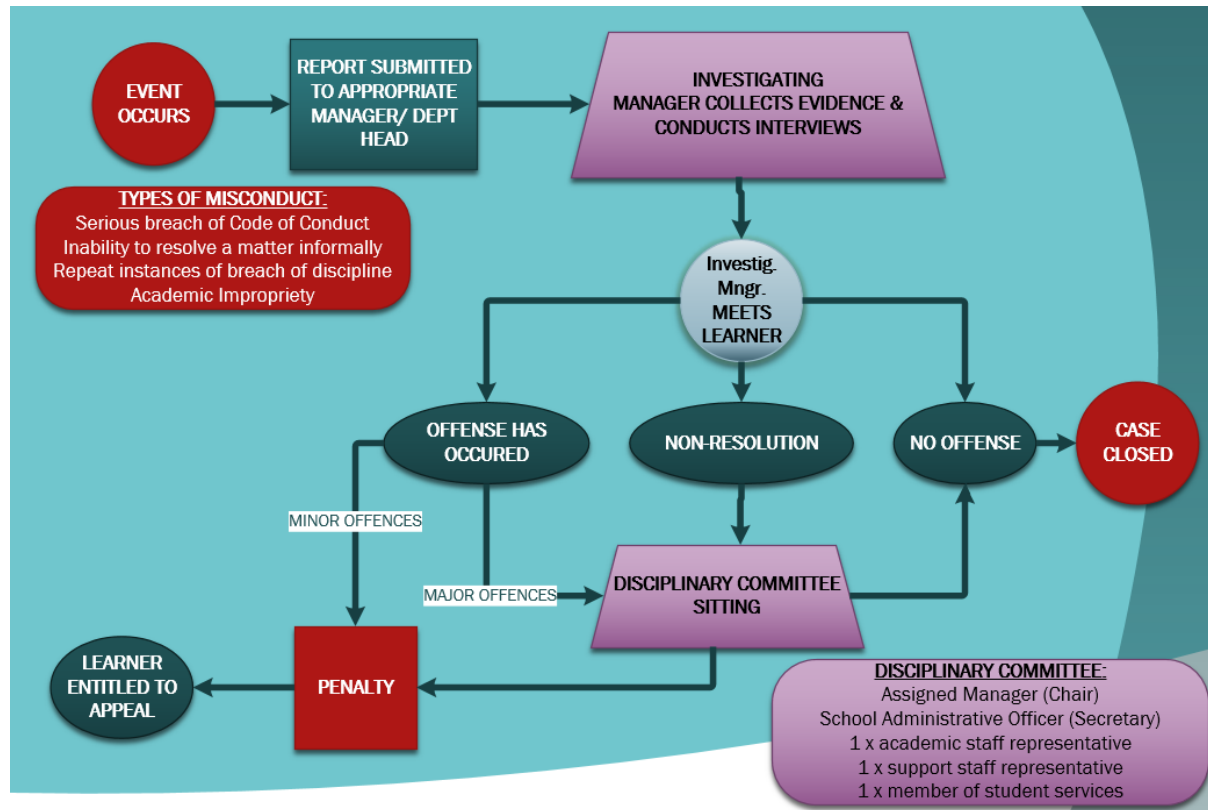 EVENT
OCCURS
REPORT SUBMITTED
TO APPROPRIATE
MANAGER/ DEPT
HEAD
INVESTIGATING
MANAGER COLLECTS EVIDENCE &
CONDUCTS INTERVIEWS
TYPES OF MISCONDUCT:
Serious breach of Code of Conduct
Inability to resolve a matter informally
Repeat instances of breach of discipline
Academic Impropriety
Investig.
Mngr.
MEETS
LEARNER
OFFENSE HAS
OCCURED
NON-RESOLUTION
NO OFFENSE
CASE
CLOSED
MINOR OFFENCES
MAJOR OFFENCES
DISCIPLINARY COMMITTEE
SITTING
LEARNER
ENTITLED TO
APPEAL
PENALTY
DISCIPLINARY COMMITTEE:
Assigned Manager (Chair)
School Administrative Officer (Secretary)
1 x academic staff representative
1 x support staff representative
1 x member of student services